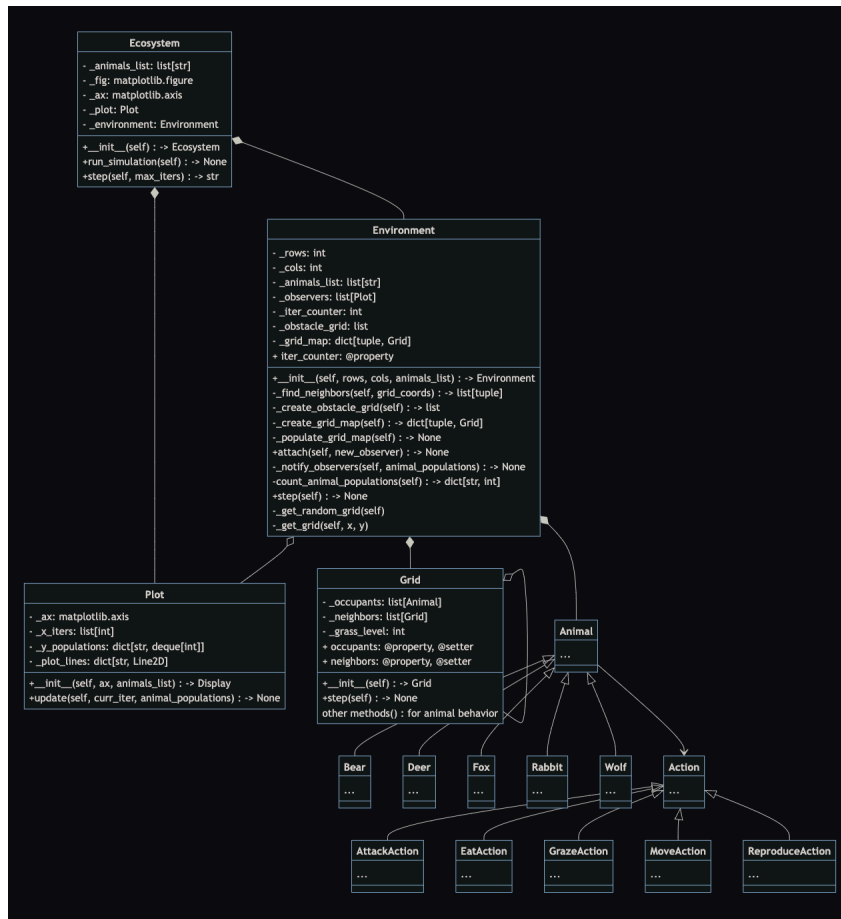 Ecosystem
- _animals_list: list[str]
- _fig: matplotlib.figure
- _ax: matplotlib.axis
- _plot: Plot
- _environment: Environment
+__init__(self) : -> Ecosystem
+run_simulation(self) : -> None
+step(self, max_iters) : -> str
Environment
- _rows: int
- _cols: int
- _animals_list: list[str]
- _observers: list[Plot]
- _iter_counter: int
- _obstacle_grid: list
- _grid_map: dict[tuple, Grid]
+ iter_counter: @property
+__init__(self, rows, cols, animals_list) : -> Environment
-_find_neighbors(self, grid_coords) : -> list[tuple]
-_create_obstacle_grid(self) : -> list
-_create_grid_map(self) : -> dict[tuple, Grid]
-_populate_grid_map(self) : -> None
+attach(self, new_observer) : -> None
-_notify_observers(self, animal_populations) : -> None
-count_animal_populations(self) : -> dict[str, int]
+step(self) : -> None
-_get_random_grid(self)
-_get_grid(self, x, y)
Plot
- _ax: matplotlib.axis
- _x_iters: list[int]
- _y_populations: dict[str, deque[int]]
- _plot_lines: dict[str, Line2D]
+__init__(self, ax, animals_list) : -> Display
+update(self, curr_iter, animal_populations) : -> None
Grid
- _occupants: list[Animal]
- _neighbors: list[Grid]
- _grass_level: int
+ occupants: @property, @setter
+ neighbors: @property, @setter
+__init__(self) : -> Grid
+step(self) : -> None
other methods() : for animal behavior
Animal
...
Bear
...
Deer
...
Fox
...
Rabbit
...
Wolf
...
Action
...
AttackAction
...
EatAction
...
GrazeAction
...
MoveAction
...
ReproduceAction
...